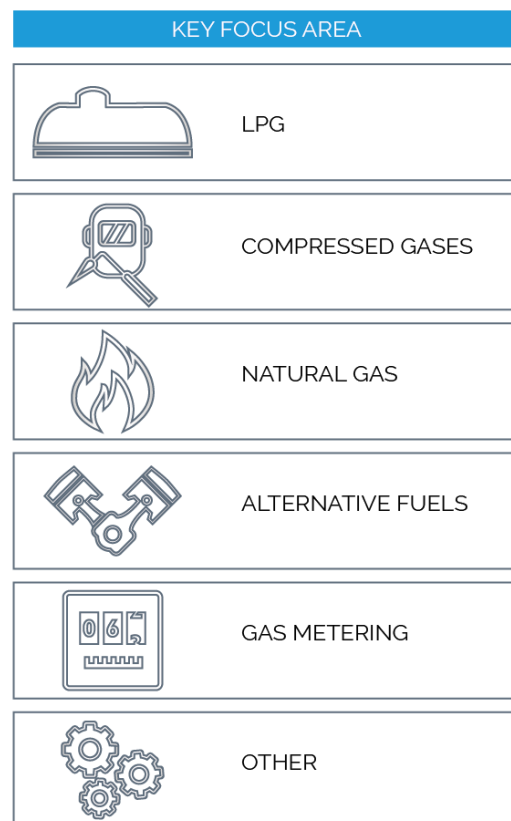 KEY FOCUS AREA
LPG
COMPRESSED GASES
NATURAL GAS
ALTERNATIVE FUELS
06
GAS METERING
OTHER